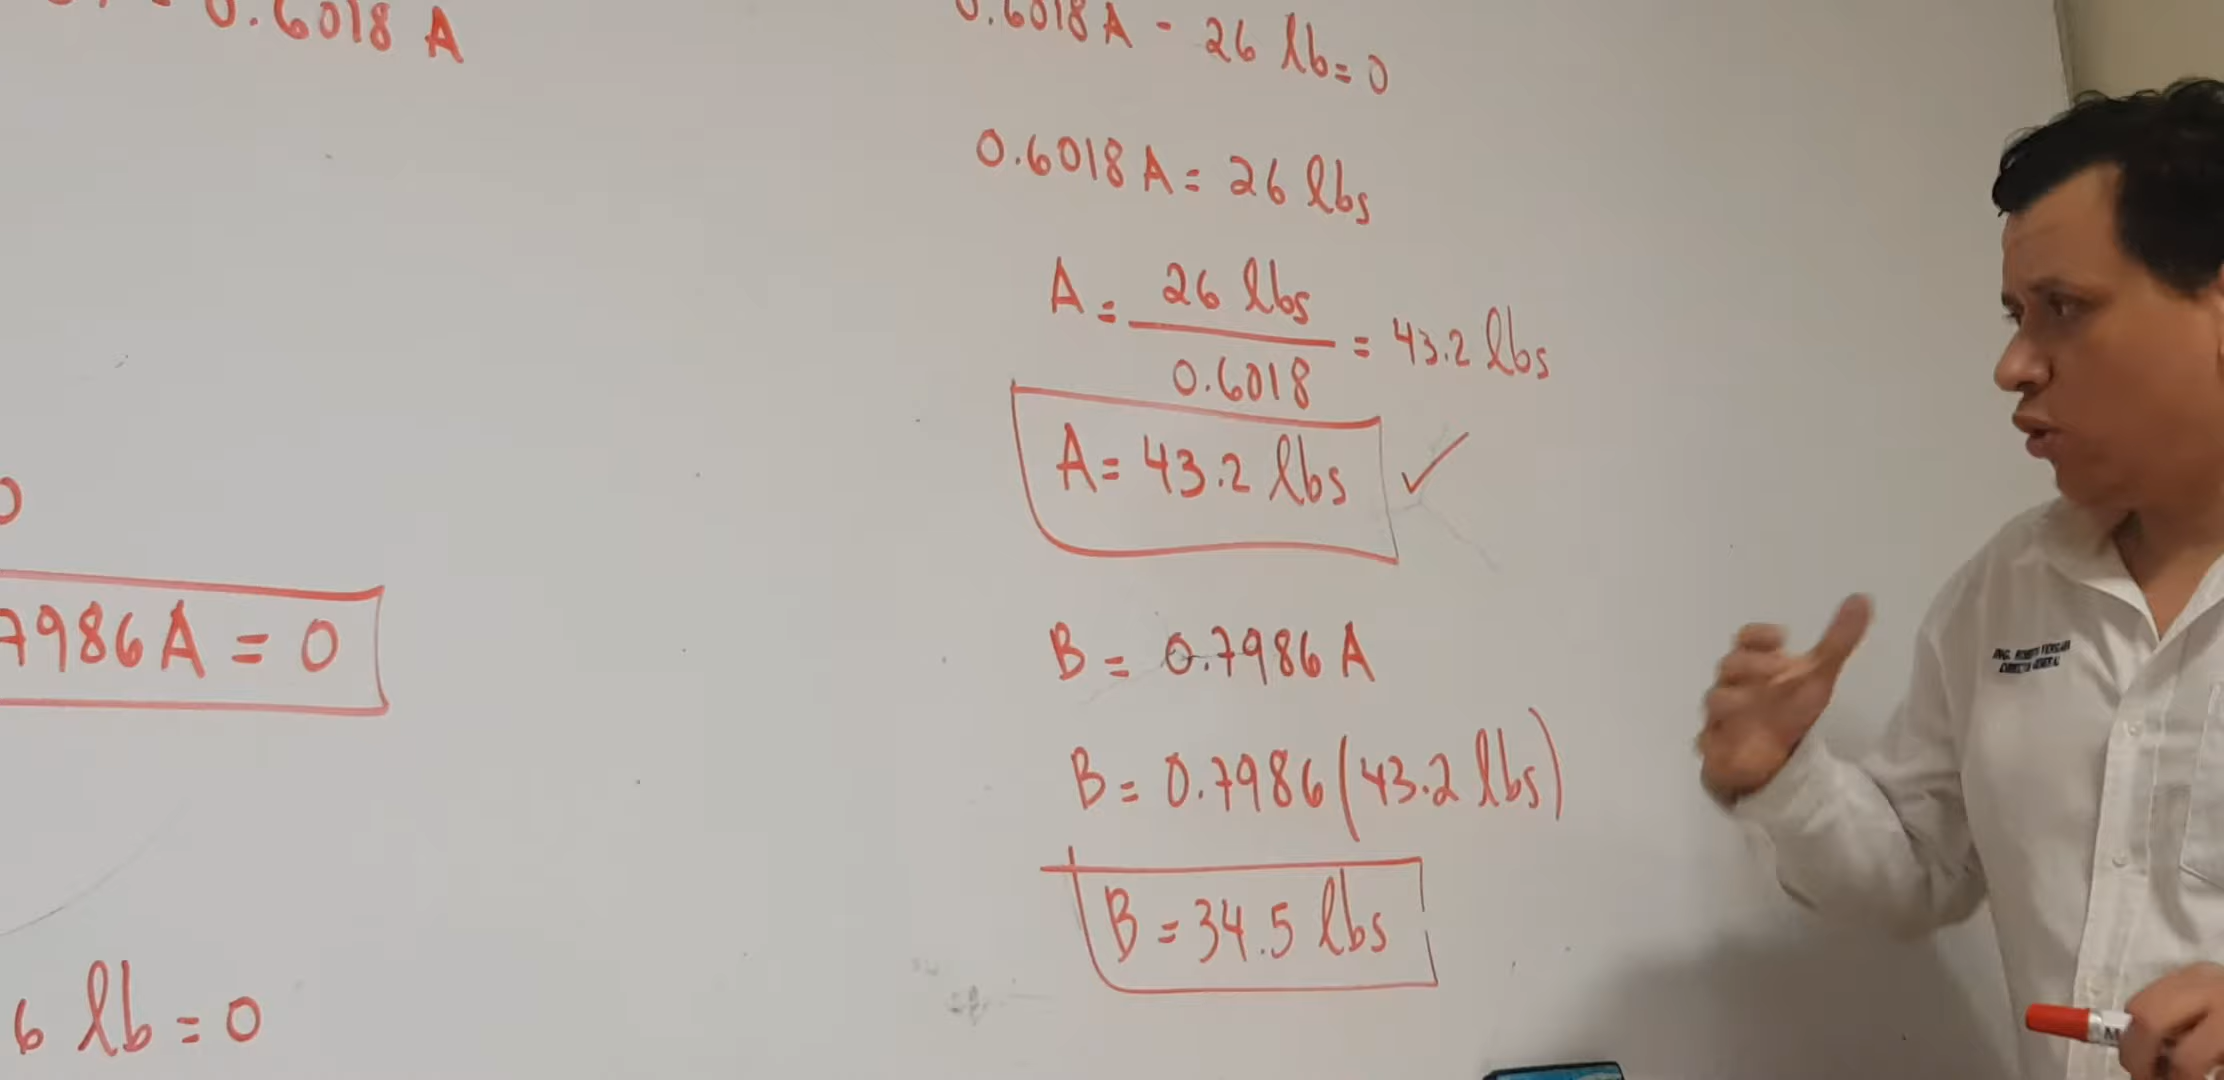 0.6018 A
0
7986 A = 0
6 lb = 0
0.6018 A - 26 lb = 0
0.6018 A = 26 lbs
A = 26 lbs / 0.6018 = 43.2 lbs
A = 43.2 lbs ✓
B = 0.7986 A
B = 0.7986 (43.2 lbs)
B = 34.5 lbs
ING.
M